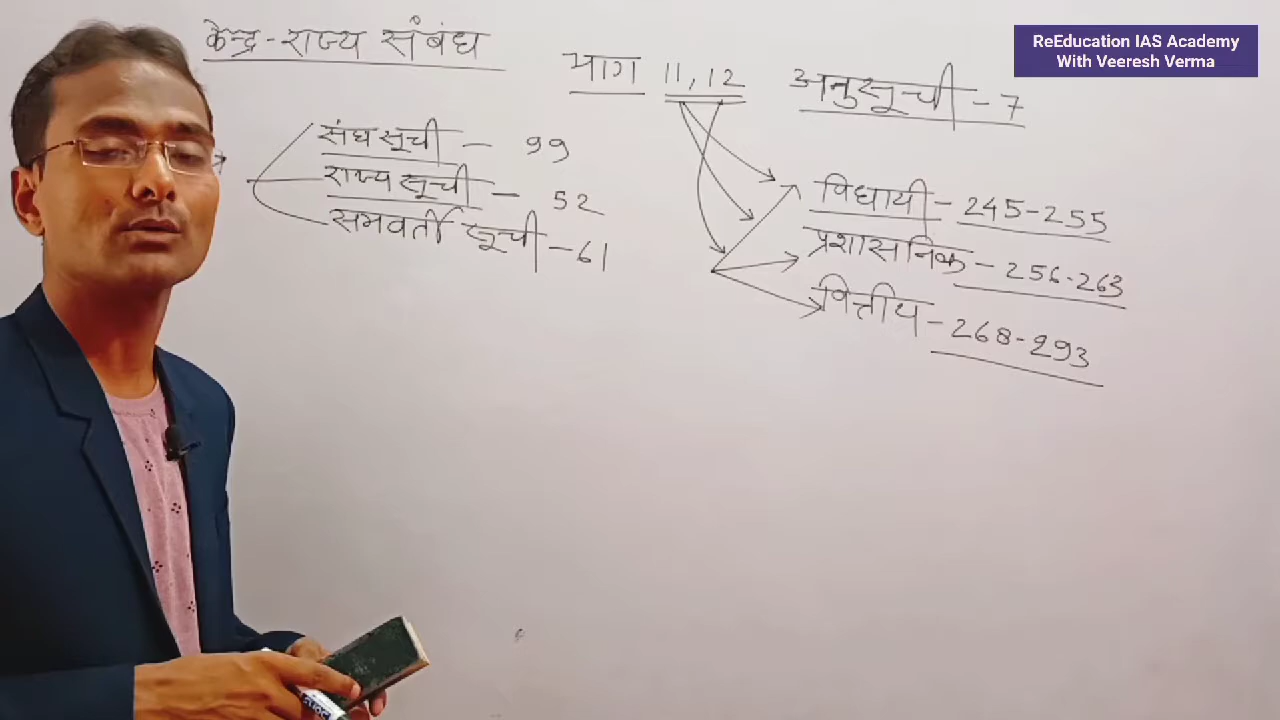 केन्द्र-राज्य संबंध भाग 11, 12 अनुसूची - 7
ReEducation IAS Academy
With Veeresh Verma
संघ सूची - 99
राज्य सूची - 52
समवर्ती सूची - 61
विधायी - 245-255
प्रशासनिक - 256-263
वित्तीय - 268-293